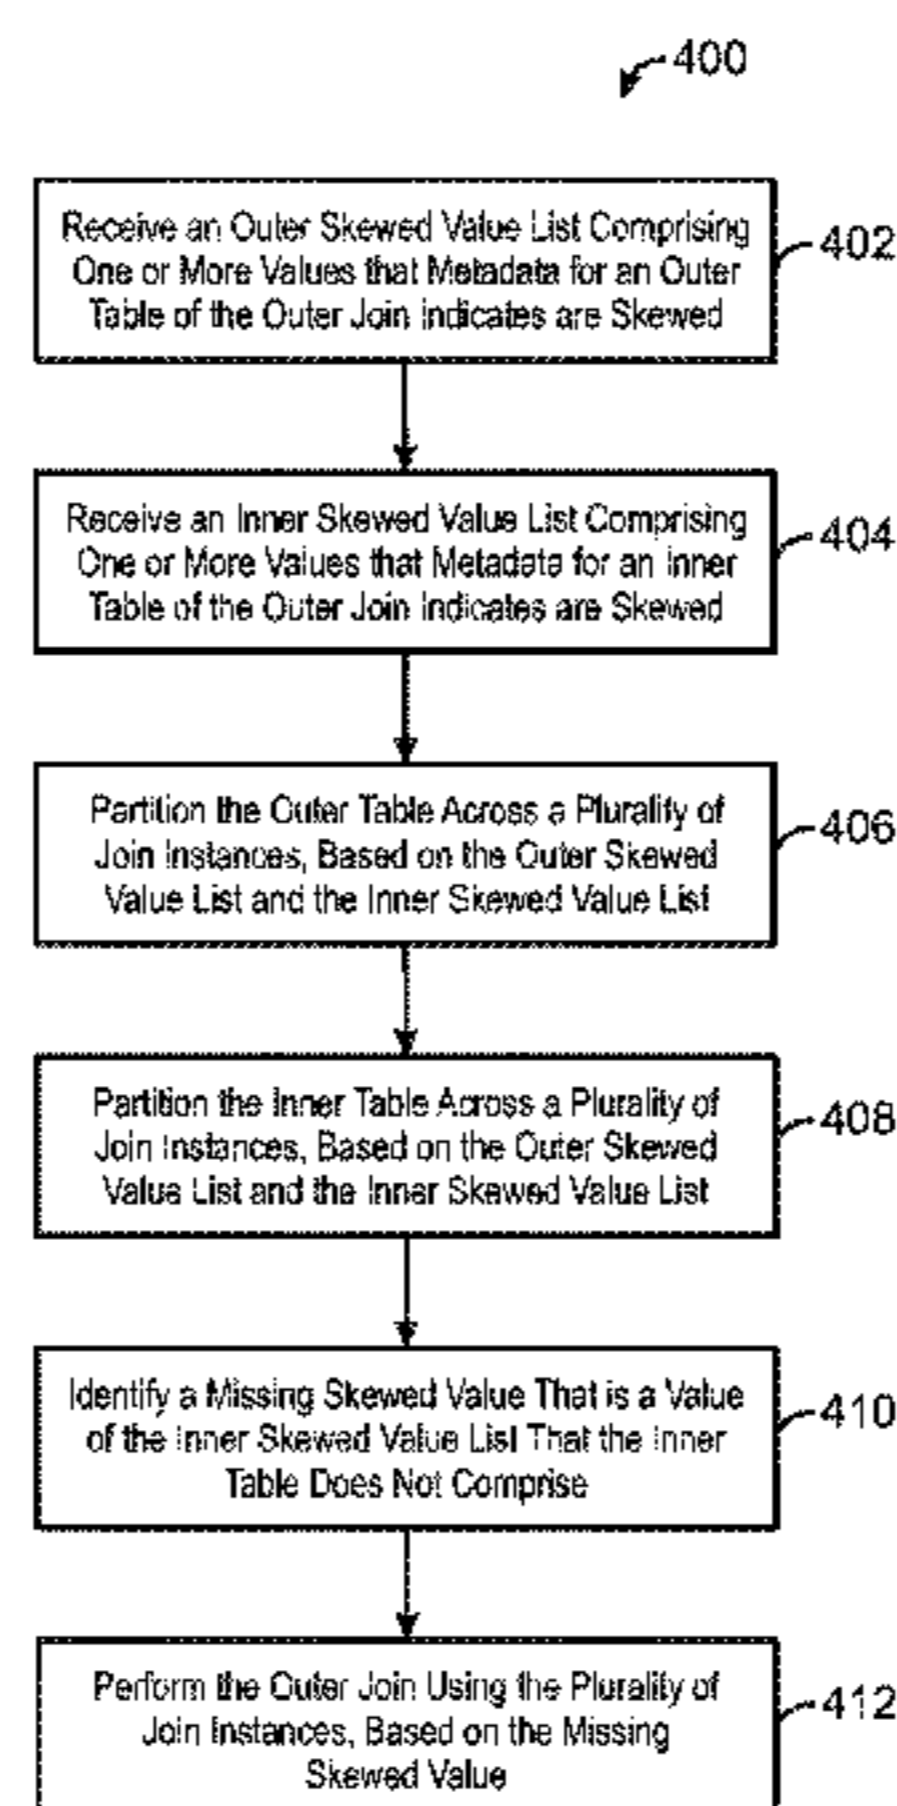 400
Receive an Outer Skewed Value List Comprising
One or More Values that Metadata for an Outer
Table of the Outer Join Indicates are Skewed
402
Receive an Inner Skewed Value List Comprising
One or More Values that Metadata for an Inner
Table of the Outer Join Indicates are Skewed
404
Partition the Outer Table Across a Plurality of
Join Instances, Based on the Outer Skewed
Value List and the Inner Skewed Value List
406
Partition the Inner Table Across a Plurality of
Join Instances, Based on the Outer Skewed
Value List and the Inner Skewed Value List
408
Identify a Missing Skewed Value That is a Value
of the Inner Skewed Value List That the Inner
Table Does Not Comprise
410
Perform the Outer Join Using the Plurality of
Join Instances, Based on the Missing
Skewed Value
412